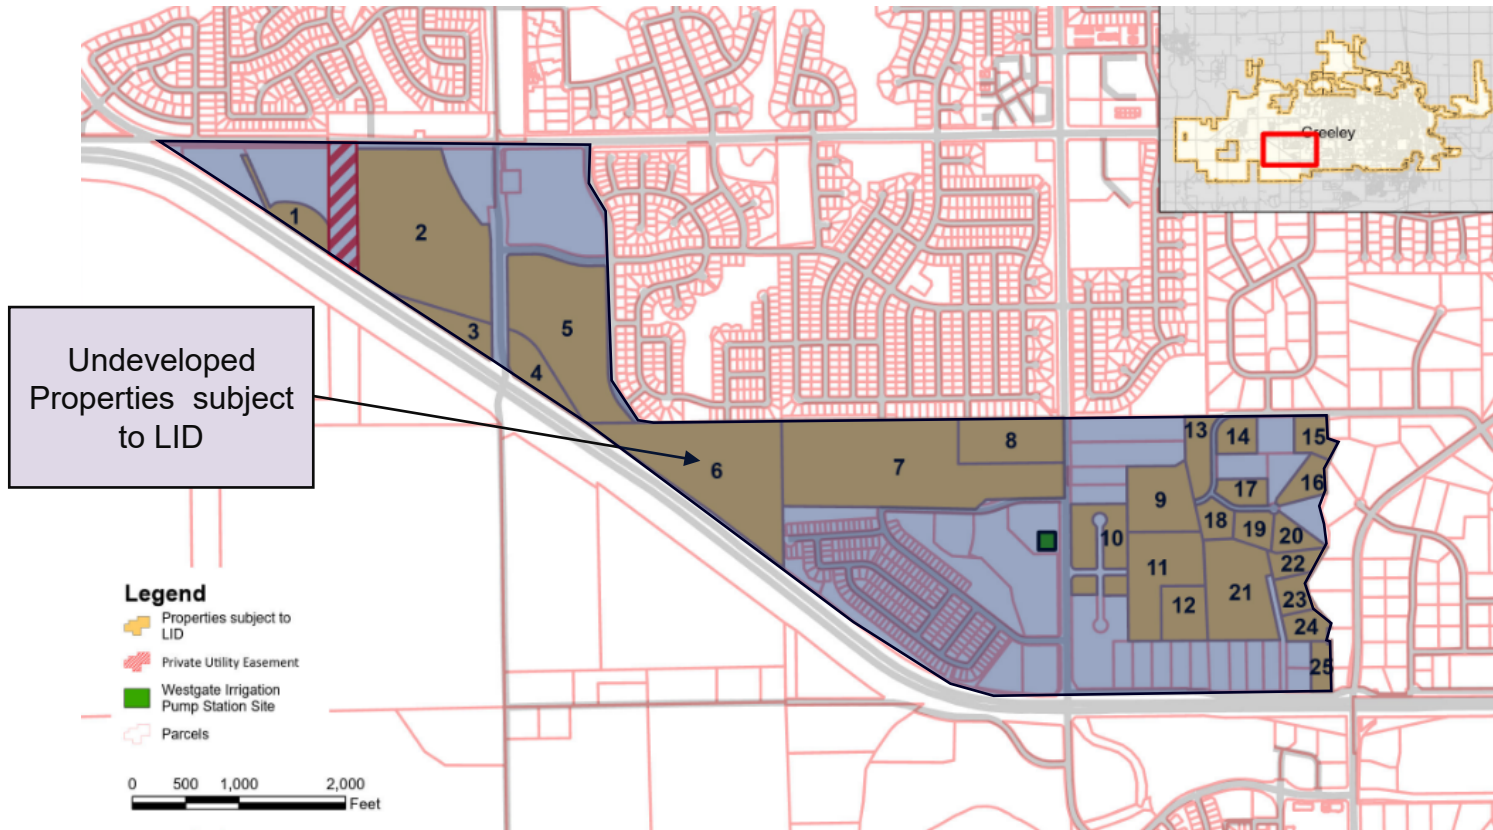 Greeley
1
2
3
4
5
Undeveloped
Properties subject
to LID
6
7
8
9
10
11
12
13
14
15
16
17
18
19
20
21
22
23
24
25
Legend
Properties subject to
LID
Private Utility Easement
Westgate Irrigation
Pump Station Site
Parcels
0 500 1,000 2,000
Feet